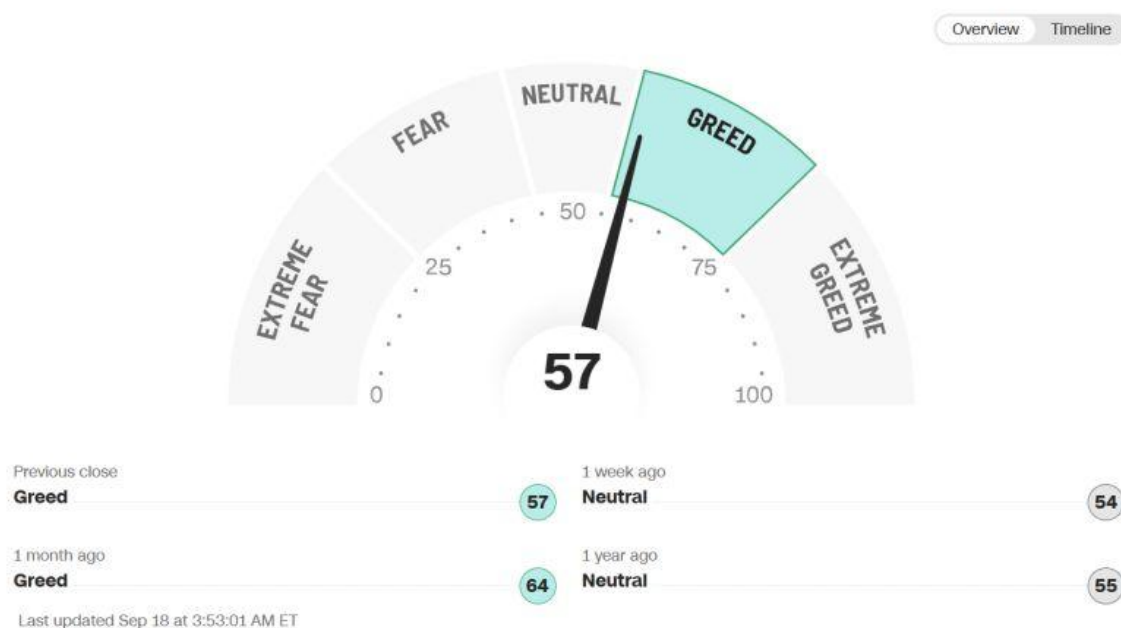 Overview Timeline
EXTREME
FEAR
FEAR
NEUTRAL
GREED
EXTREME
GREED
0
25
50
75
100
57
Previous close
Greed 57
1 week ago
Neutral 54
1 month ago
Greed 64
1 year ago
Neutral 55
Last updated Sep 18 at 3:53:01 AM ET